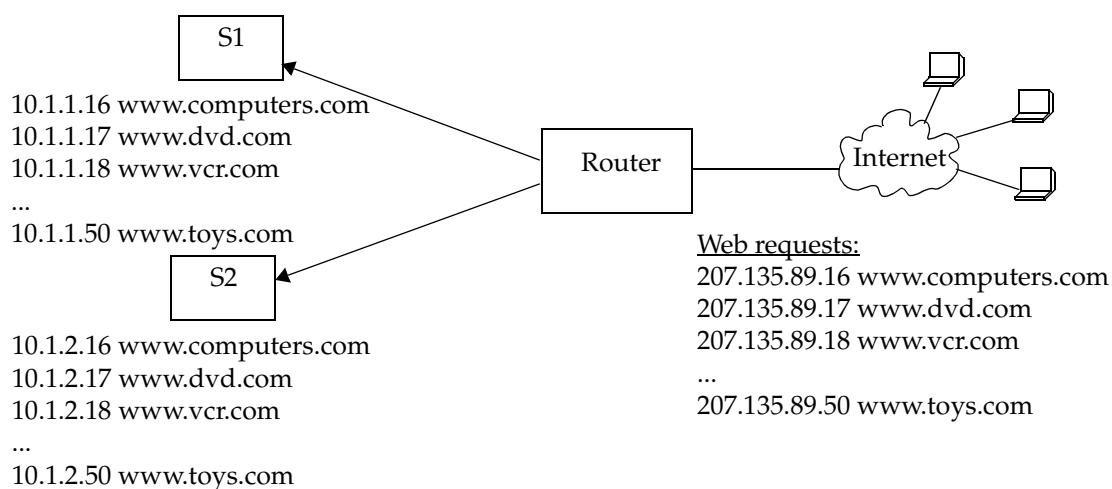 S1
10.1.1.16 www.computers.com
10.1.1.17 www.dvd.com
10.1.1.18 www.vcr.com
...
10.1.1.50 www.toys.com
S2
10.1.2.16 www.computers.com
10.1.2.17 www.dvd.com
10.1.2.18 www.vcr.com
...
10.1.2.50 www.toys.com
Router
Internet
Web requests:
207.135.89.16 www.computers.com
207.135.89.17 www.dvd.com
207.135.89.18 www.vcr.com
...
207.135.89.50 www.toys.com